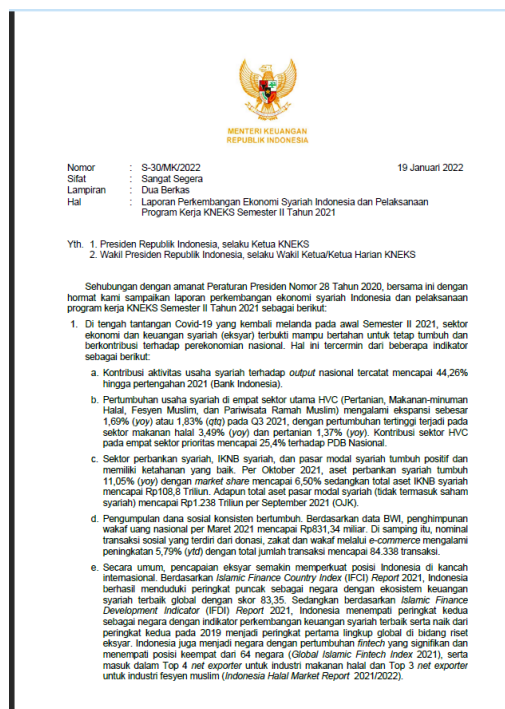 MENTERI KEUANGAN
REPUBLIK INDONESIA
Nomor : S-30/MK/2022 19 Januari 2022
Sifat : Sangat Segera
Lampiran : Dua Berkas
Hal : Laporan Perkembangan Ekonomi Syariah Indonesia dan Pelaksanaan
Program Kerja KNEKS Semester II Tahun 2021
Yth. 1. Presiden Republik Indonesia, selaku Ketua KNEKS
2. Wakil Presiden Republik Indonesia, selaku Wakil Ketua/Ketua Harian KNEKS
Sehubungan dengan amanat Peraturan Presiden Nomor 28 Tahun 2020, bersama ini dengan
hormat kami sampaikan laporan perkembangan ekonomi syariah Indonesia dan pelaksanaan
program kerja KNEKS Semester II Tahun 2021 sebagai berikut:
1. Di tengah tantangan Covid-19 yang kembali melanda pada awal Semester II 2021, sektor
ekonomi dan keuangan syariah (eksyar) terbukti mampu bertahan untuk tetap tumbuh dan
berkontribusi terhadap perekonomian nasional. Hal ini tercermin dari beberapa indikator
sebagai berikut:
a. Kontribusi aktivitas usaha syariah terhadap output nasional tercatat mencapai 44,26%
hingga pertengahan 2021 (Bank Indonesia).
b. Pertumbuhan usaha syariah di empat sektor utama HVC (Pertanian, Makanan-minuman
Halal, Fesyen Muslim, dan Pariwisata Ramah Muslim) mengalami ekspansi sebesar
1,69% (yoy) atau 1,83% (qtq) pada Q3 2021, dengan pertumbuhan tertinggi terjadi pada
sektor makanan halal 3,49% (yoy) dan pertanian 1,37% (yoy). Kontribusi sektor HVC
pada empat sektor prioritas mencapai 25,4% terhadap PDB Nasional.
c. Sektor perbankan syariah, IKNB syariah, dan pasar modal syariah tumbuh positif dan
memiliki ketahanan yang baik. Per Oktober 2021, aset perbankan syariah tumbuh
11,05% (yoy) dengan market share mencapai 6,50% sedangkan total aset IKNB syariah
mencapai Rp108,8 Triliun. Adapun total aset pasar modal syariah (tidak termasuk saham
syariah) mencapai Rp1.238 Triliun per September 2021 (OJK).
d. Pengumpulan dana sosial konsisten bertumbuh. Berdasarkan data BWI, penghimpunan
wakaf uang nasional per Maret 2021 mencapai Rp831,34 miliar. Di samping itu, nominal
transaksi sosial yang terdiri dari donasi, zakat dan wakaf melalui e-commerce mengalami
peningkatan 5,79% (ytd) dengan total jumlah transaksi mencapai 84.338 transaksi.
e. Secara umum, pencapaian eksyar semakin memperkuat posisi Indonesia di kancah
internasional. Berdasarkan Islamic Finance Country Index (IFCI) Report 2021, Indonesia
berhasil menduduki peringkat puncak sebagai negara dengan ekosistem keuangan
syariah terbaik global dengan skor 83,35. Sedangkan berdasarkan Islamic Finance
Development Indicator (IFDI) Report 2021, Indonesia menempati peringkat kedua
sebagai negara dengan indikator perkembangan keuangan syariah terbaik serta naik dari
peringkat kedua pada 2019 menjadi peringkat pertama lingkup global di bidang riset
eksyar. Indonesia juga menjadi negara dengan pertumbuhan fintech yang signifikan dan
menempati posisi keempat dari 64 negara (Global Islamic Fintech Index 2021), serta
masuk dalam Top 4 net exporter untuk industri makanan halal dan Top 3 net exporter
untuk industri fesyen muslim (Indonesia Halal Market Report 2021/2022).